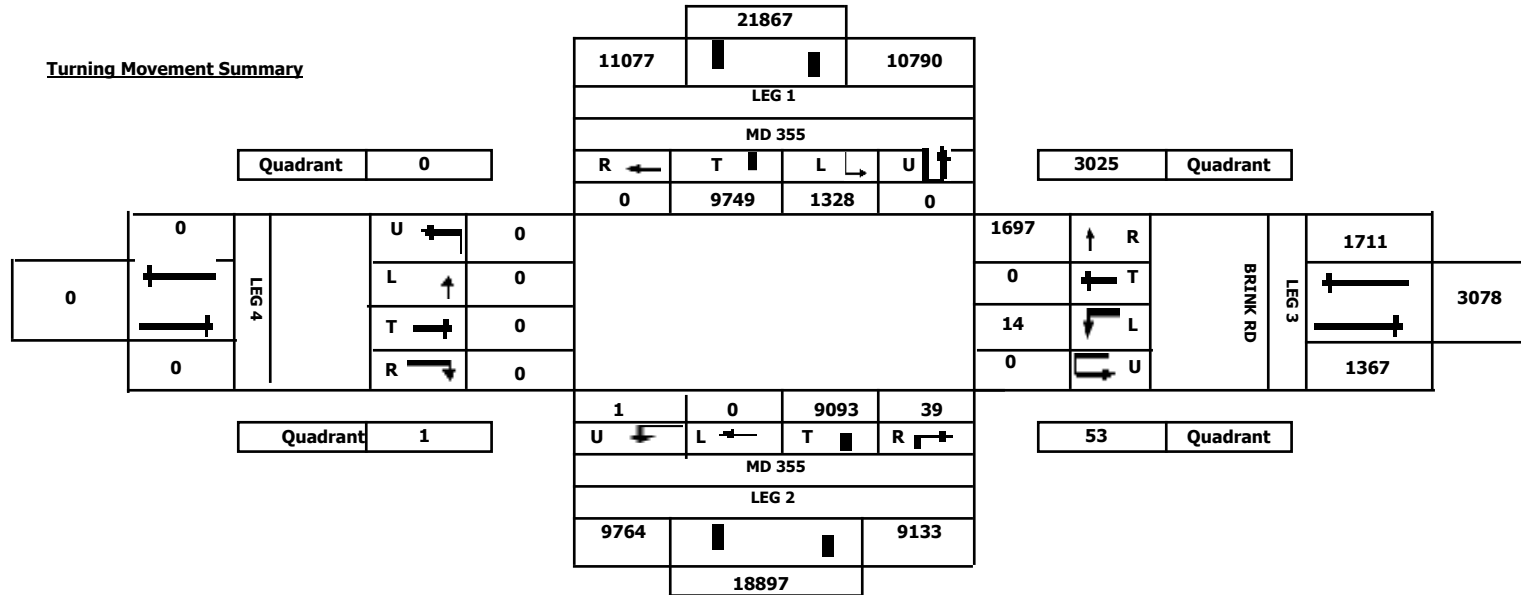 21867
Turning Movement Summary
11077 10790
LEG 1
MD 355
Quadrant 0
R T L U
3025 Quadrant
0 9749 1328 0
0 U 0 1697 R 1711
L 0 0 T
0 LEG 4 BRINK RD LEG 3 3078
T 0 14 L
0 R 0 0 U 1367
1 0 9093 39
Quadrant 1
U L T R
53 Quadrant
MD 355
LEG 2
9764 9133
18897